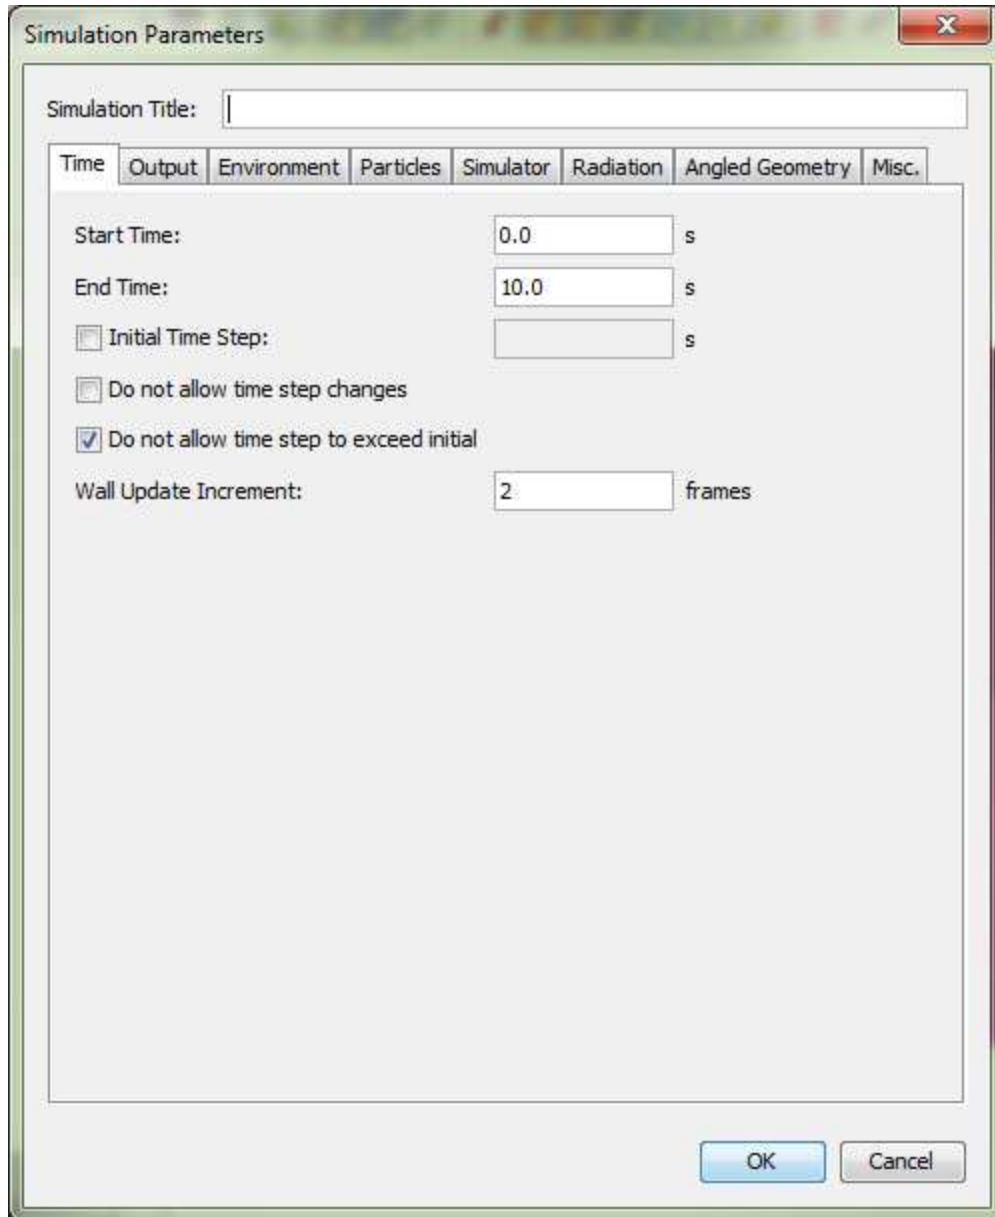 Simulation Parameters
Simulation Title:
Time Output Environment Particles Simulator Radiation Angled Geometry Misc.
Start Time: 0.0 s
End Time: 10.0 s
Initial Time Step: s
Do not allow time step changes
Do not allow time step to exceed initial
Wall Update Increment: 2 frames
OK Cancel